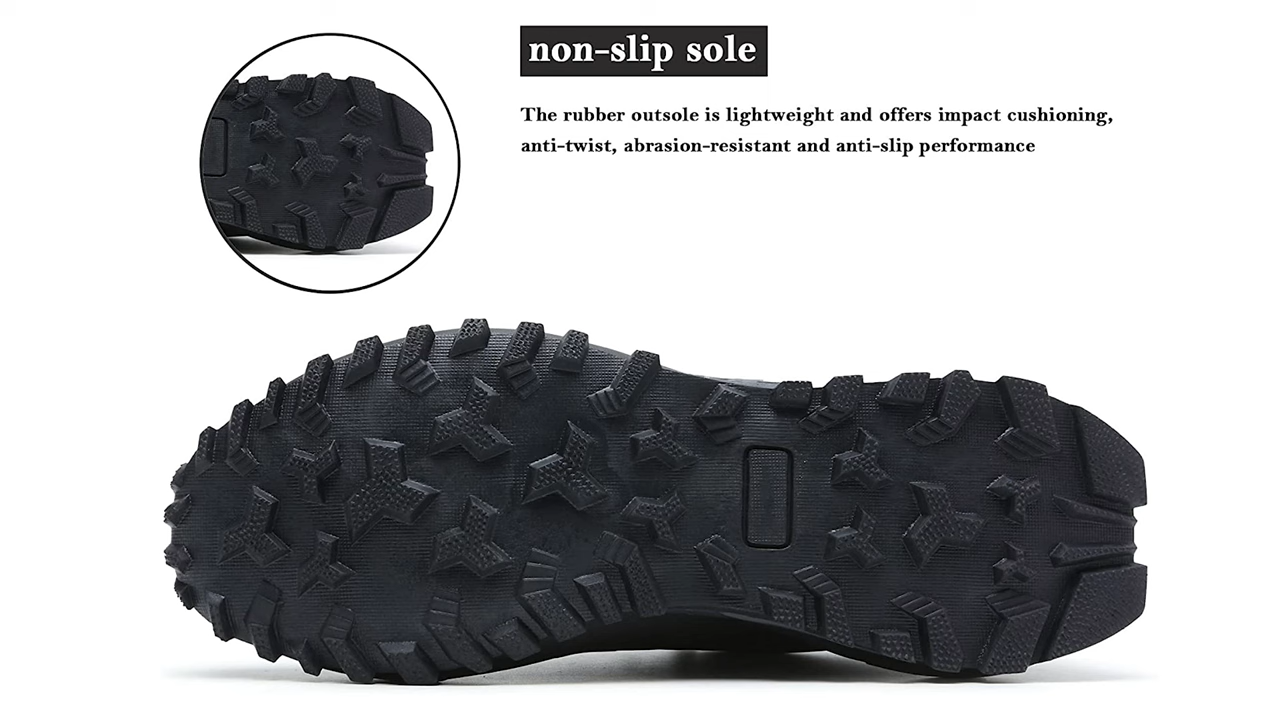 non-slip sole
The rubber outsole is lightweight and offers impact cushioning,
anti-twist, abrasion-resistant and anti-slip performance